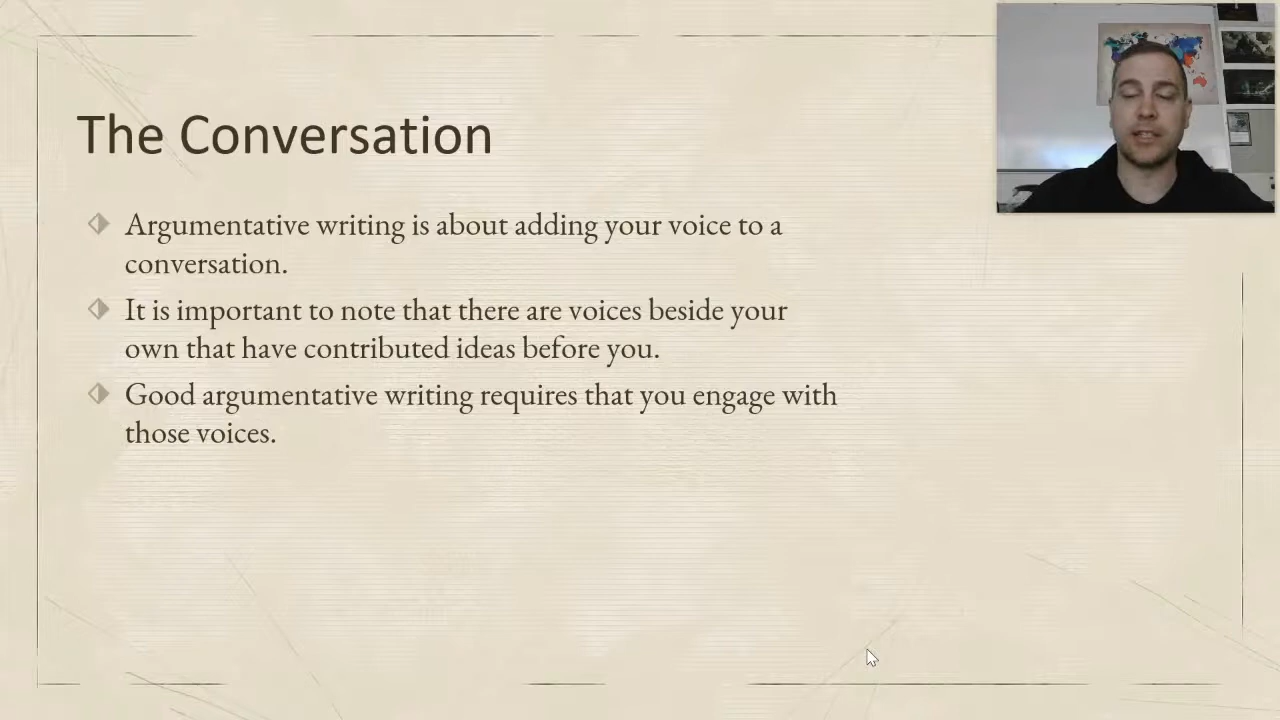 The Conversation
Argumentative writing is about adding your voice to a
conversation.
It is important to note that there are voices beside your
own that have contributed ideas before you.
Good argumentative writing requires that you engage with
those voices.